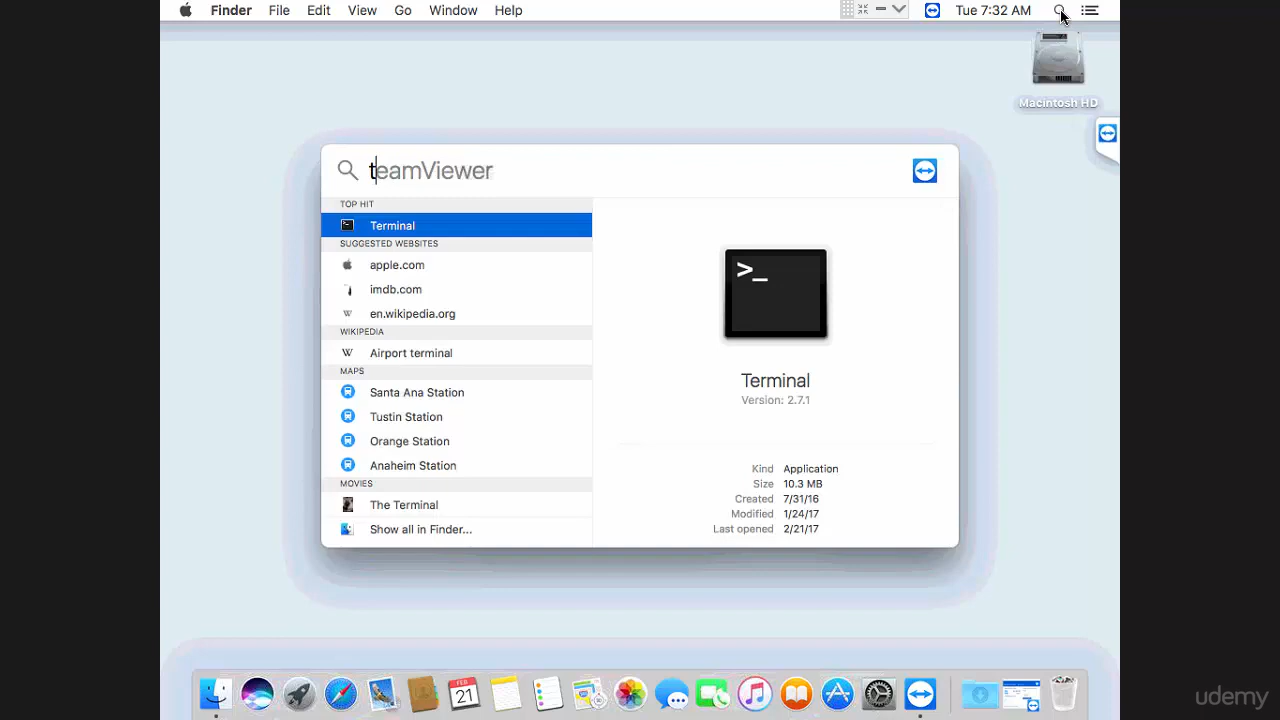 Finder File Edit View Go Window Help Tue 7:32 AM
Macintosh HD
teamViewer
TOP HIT
Terminal
SUGGESTED WEBSITES
apple.com
imdb.com
en.wikipedia.org
WIKIPEDIA
W Airport terminal
MAPS
Santa Ana Station
Tustin Station
Orange Station
Anaheim Station
MOVIES
The Terminal
Show all in Finder...
>_
Terminal
Version: 2.7.1
Kind Application
Size 10.3 MB
Created 7/31/16
Modified 1/24/17
Last opened 2/21/17
FEB
21
udemy